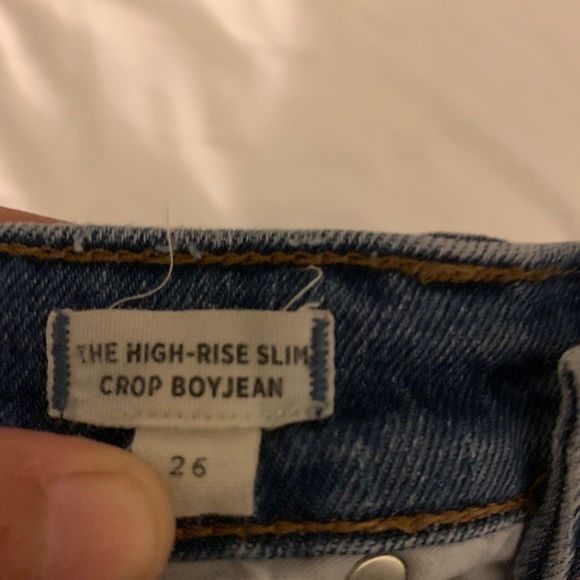 THE HIGH-RISE SLIM
CROP BOYJEAN
26